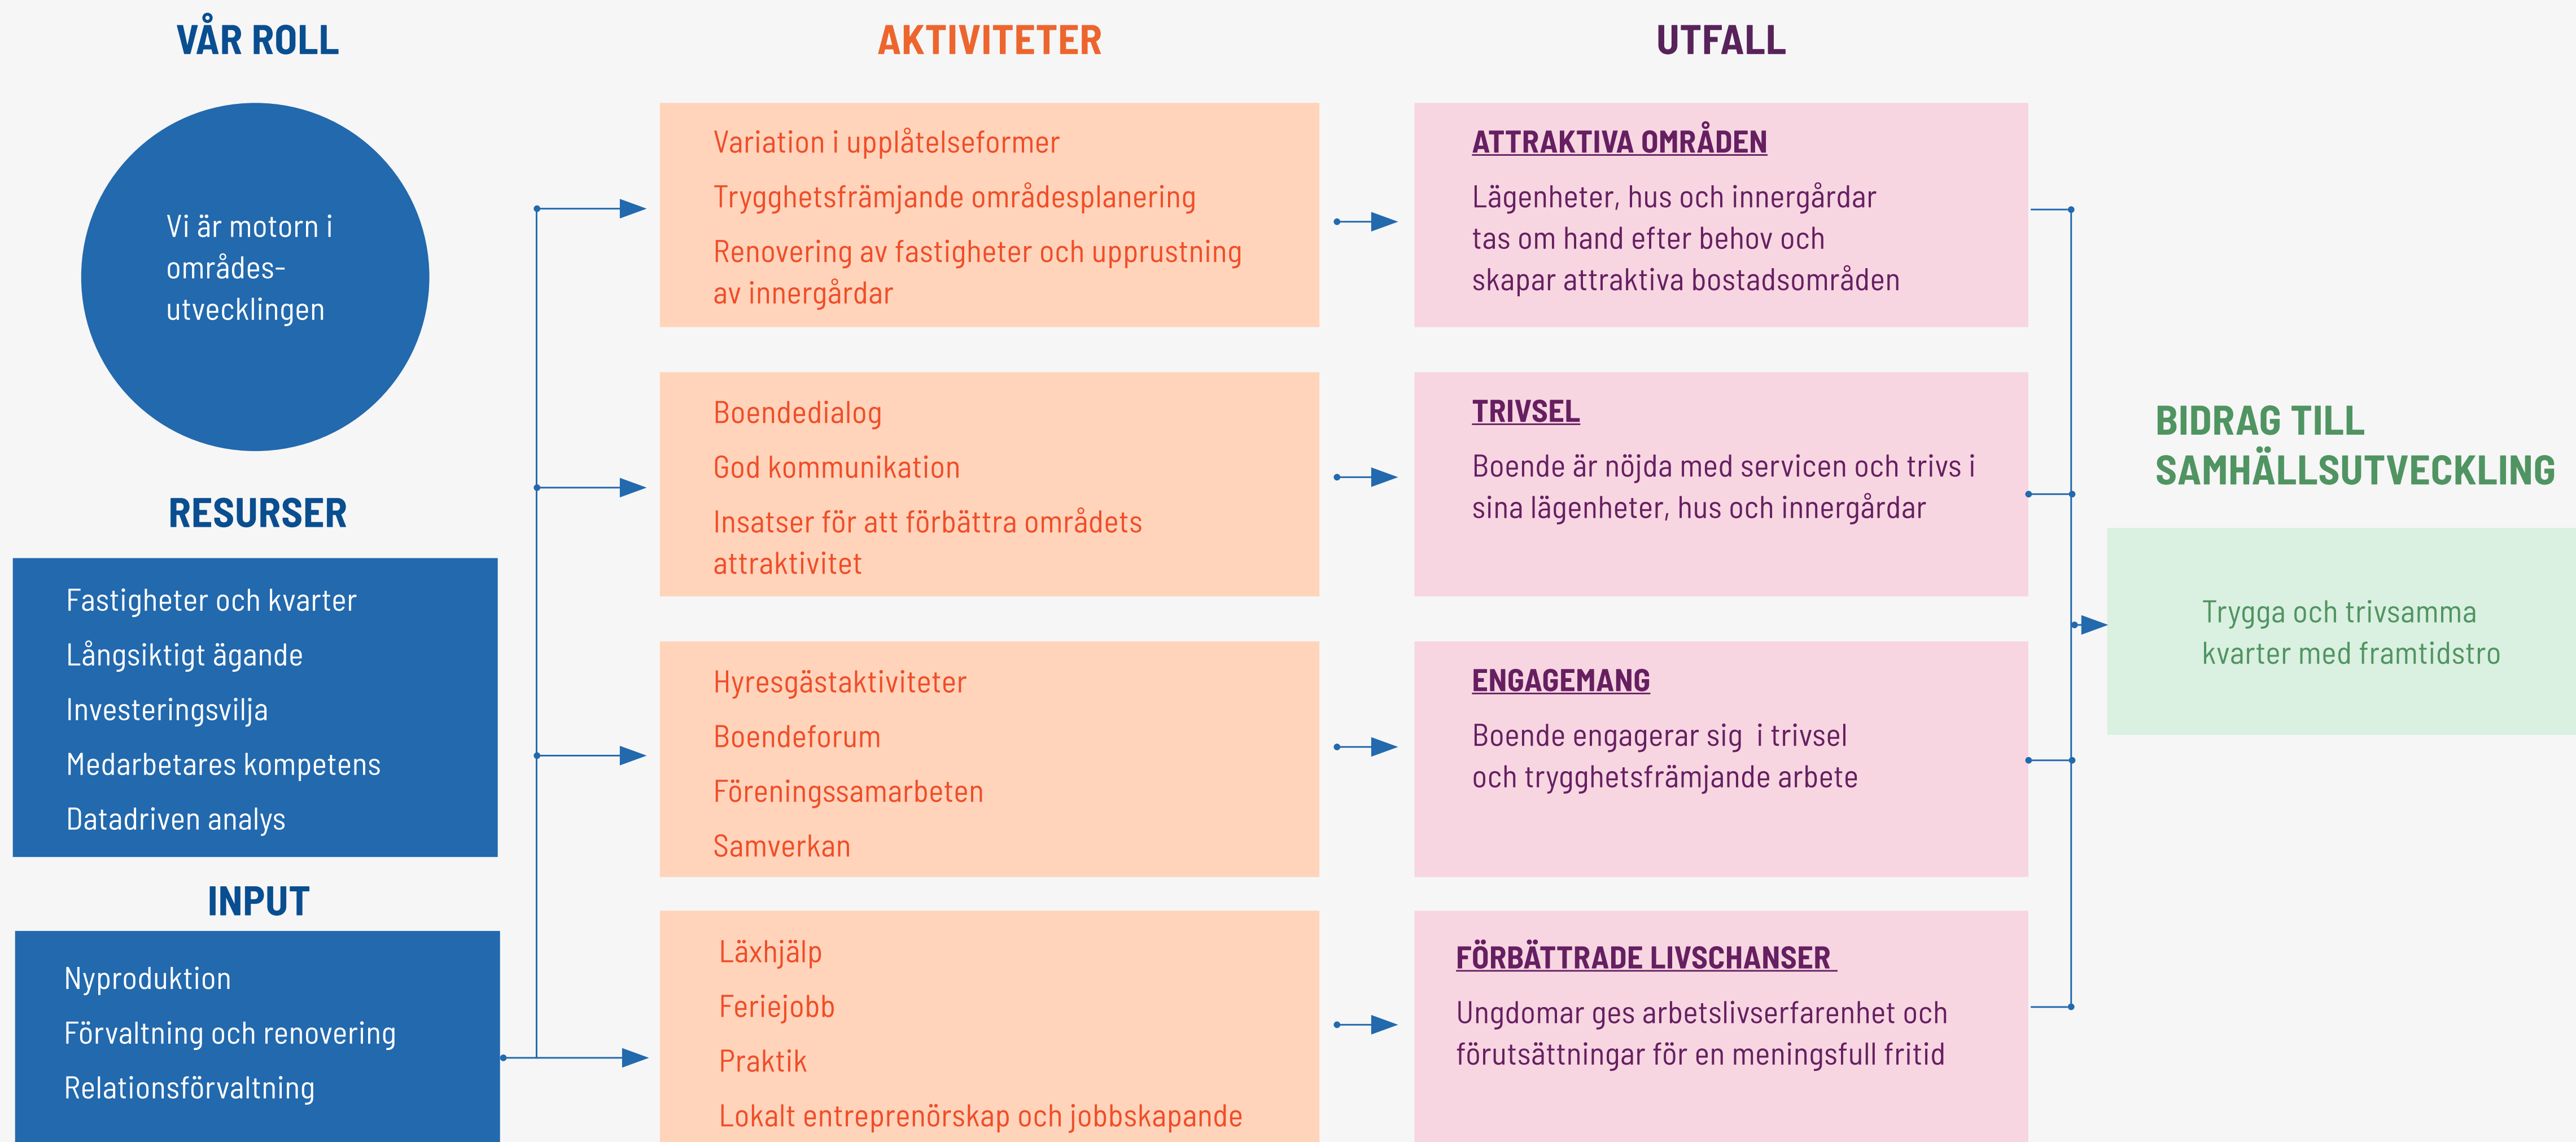 VÅR ROLL
Vi är motorn i
områdes-
utvecklingen
RESURSER
Fastigheter och kvarter
Långsiktigt ägande
Investeringsvilja
Medarbetares kompetens
Datadriven analys
INPUT
Nyproduktion
Förvaltning och renovering
Relationsförvaltning
AKTIVITETER
Variation i upplåtelseformer
Trygghetsfrämjande områdesplanering
Renovering av fastigheter och upprustning
av innergårdar
Boendedialog
God kommunikation
Insatser för att förbättra områdets
attraktivitet
Hyresgästaktiviteter
Boendeforum
Föreningssamarbeten
Samverkan
Läxhjälp
Feriejobb
Praktik
Lokalt entreprenörskap och jobbskapande
UTFALL
ATTRAKTIVA OMRÅDEN
Lägenheter, hus och innergårdar
tas om hand efter behov och
skapar attraktiva bostadsområden
TRIVSEL
Boende är nöjda med servicen och trivs i
sina lägenheter, hus och innergårdar
ENGAGEMANG
Boende engagerar sig  i trivsel
och trygghetsfrämjande arbete
FÖRBÄTTRADE LIVSCHANSER
Ungdomar ges arbetslivserfarenhet och
förutsättningar för en meningsfull fritid
BIDRAG TILL
SAMHÄLLSUTVECKLING
Trygga och trivsamma
kvarter med framtidstro